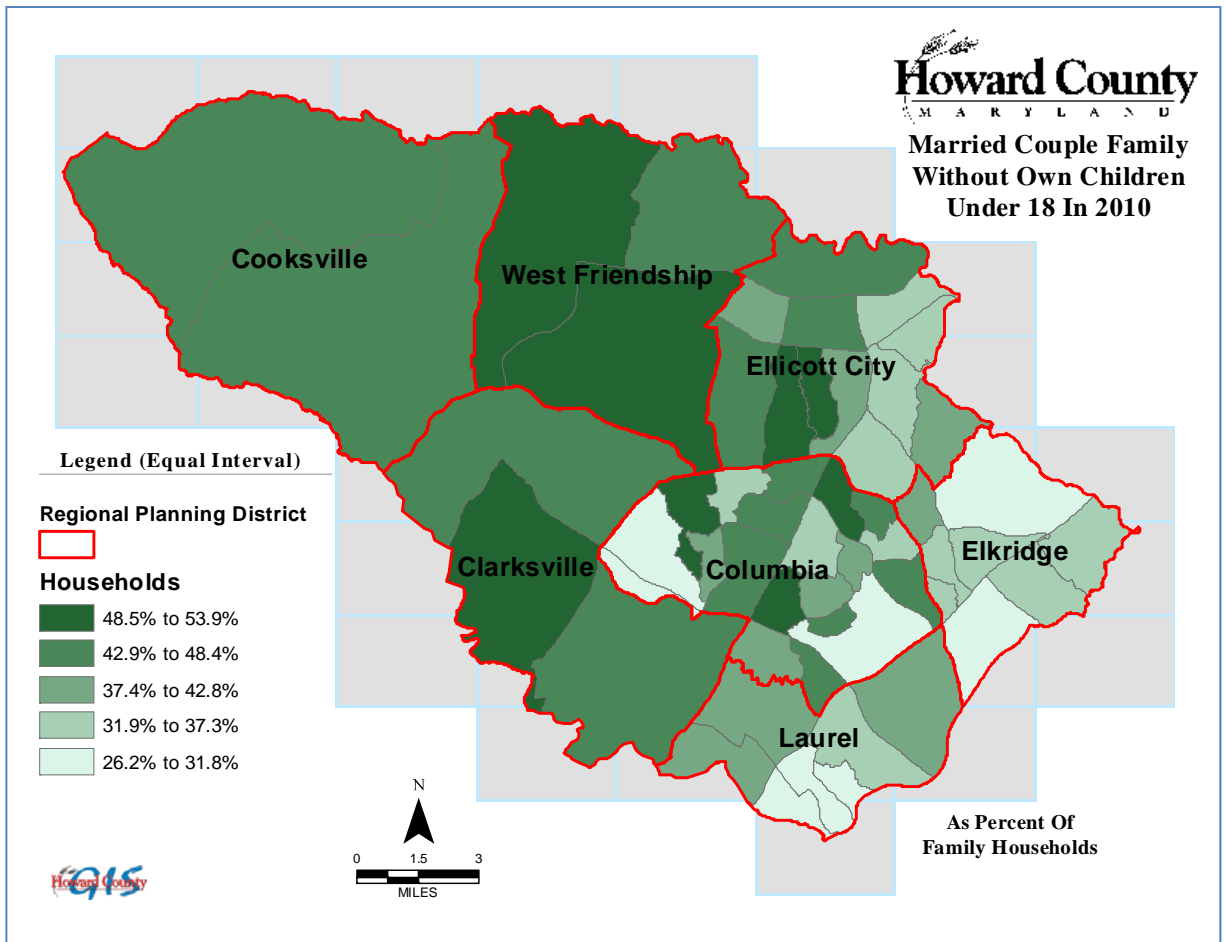 Howard County
MARYLAND
Married Couple Family
Without Own Children
Under 18 In 2010
Cooksville
West Friendship
Ellicott City
Legend (Equal Interval)
Regional Planning District
Elkridge
Clarksville
Columbia
Households
48.5% to 53.9%
42.9% to 48.4%
37.4% to 42.8%
31.9% to 37.3%
26.2% to 31.8%
Laurel
N
As Percent Of
Family Households
0 1.5 3
MILES
Howard County
GIS